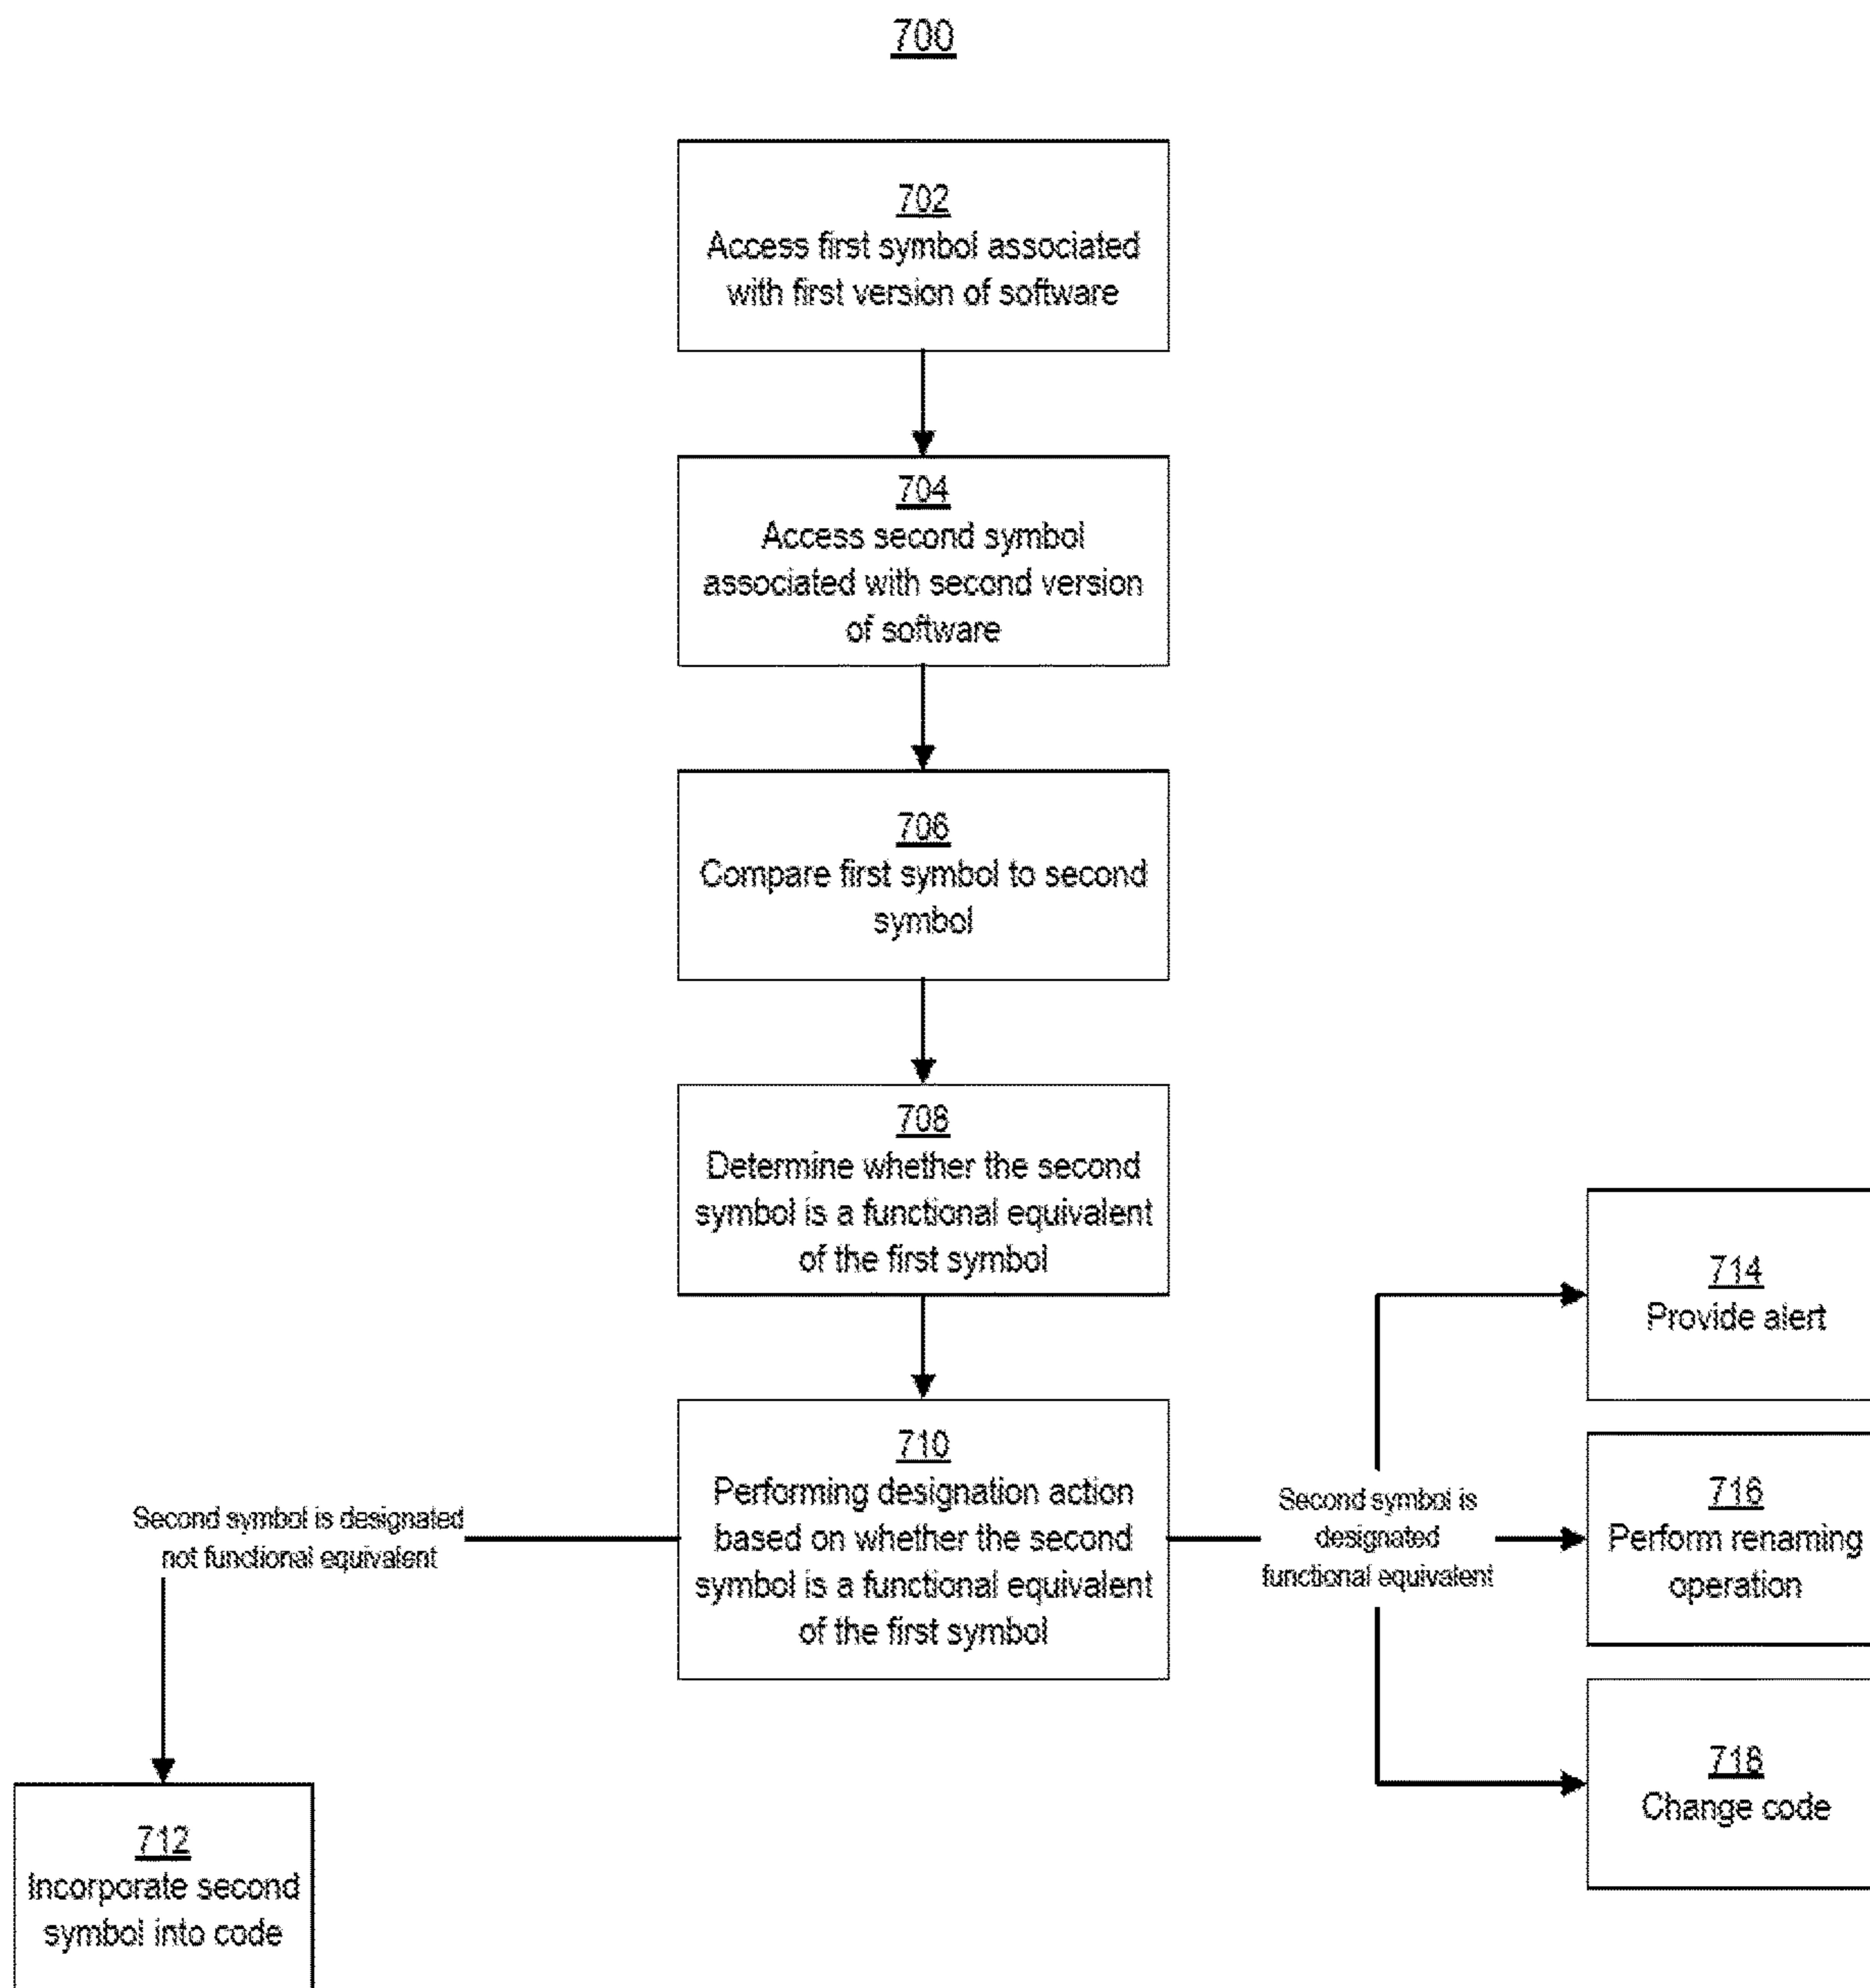 700
702
Access first symbol associated
with first version of software
704
Access second symbol
associated with second version
of software
706
Compare first symbol to second
symbol
708
Determine whether the second
symbol is a functional equivalent
of the first symbol
710
Performing designation action
based on whether the second
symbol is a functional equivalent
of the first symbol
Second symbol is designated
not functional equivalent
712
Incorporate second
symbol into code
Second symbol is
designated
functional equivalent
714
Provide alert
716
Perform renaming
operation
718
Change code